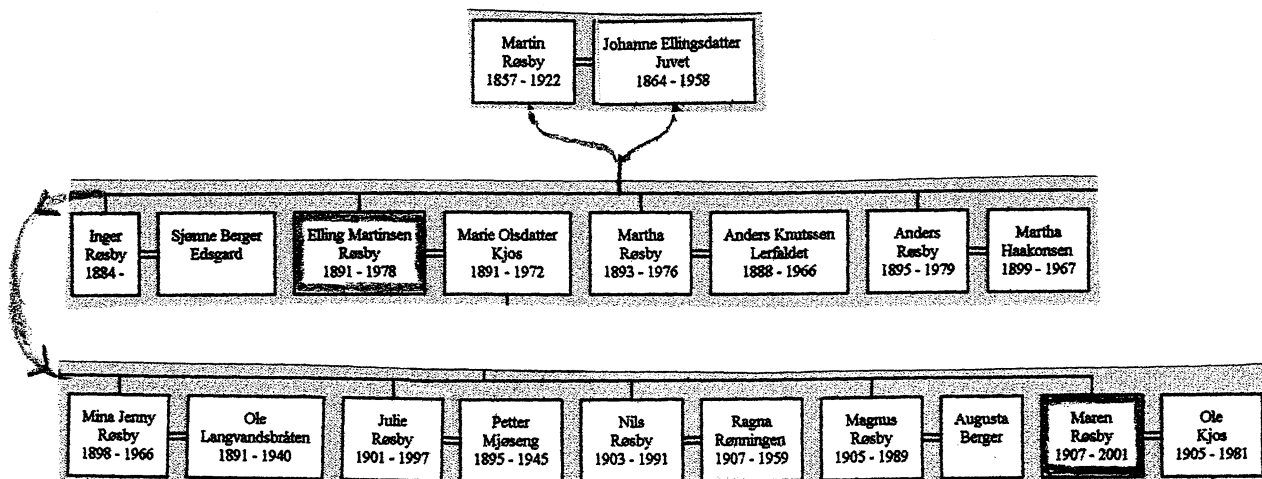 Martin
Røsby
1857 - 1922
Johanne Ellingsdatter
Juvet
1864 - 1958
Inger
Røsby
1884 -
Sjønne Berger
Edsgard
Elling Martinsen
Røsby
1891 - 1978
Marie Olsdatter
Kjos
1891 - 1972
Martha
Røsby
1893 - 1976
Anders Knutssen
Lerfaldet
1888 - 1966
Anders
Røsby
1895 - 1979
Martha
Haakonsen
1899 - 1967
Mina Jenny
Røsby
1898 - 1966
Ole
Langvandsbråten
1891 - 1940
Julie
Røsby
1901 - 1997
Petter
Mjøseng
1895 - 1945
Nils
Røsby
1903 - 1991
Ragna
Rønningen
1907 - 1959
Magnus
Røsby
1905 - 1989
Augusta
Berger
Maren
Røsby
1907 - 2001
Ole
Kjos
1905 - 1981